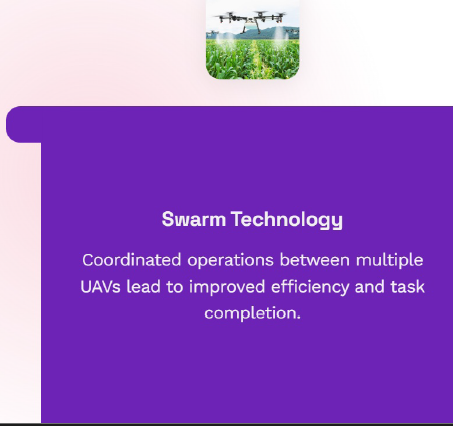 Swarm Technology
Coordinated operations between multiple
UAVs lead to improved efficiency and task
completion.